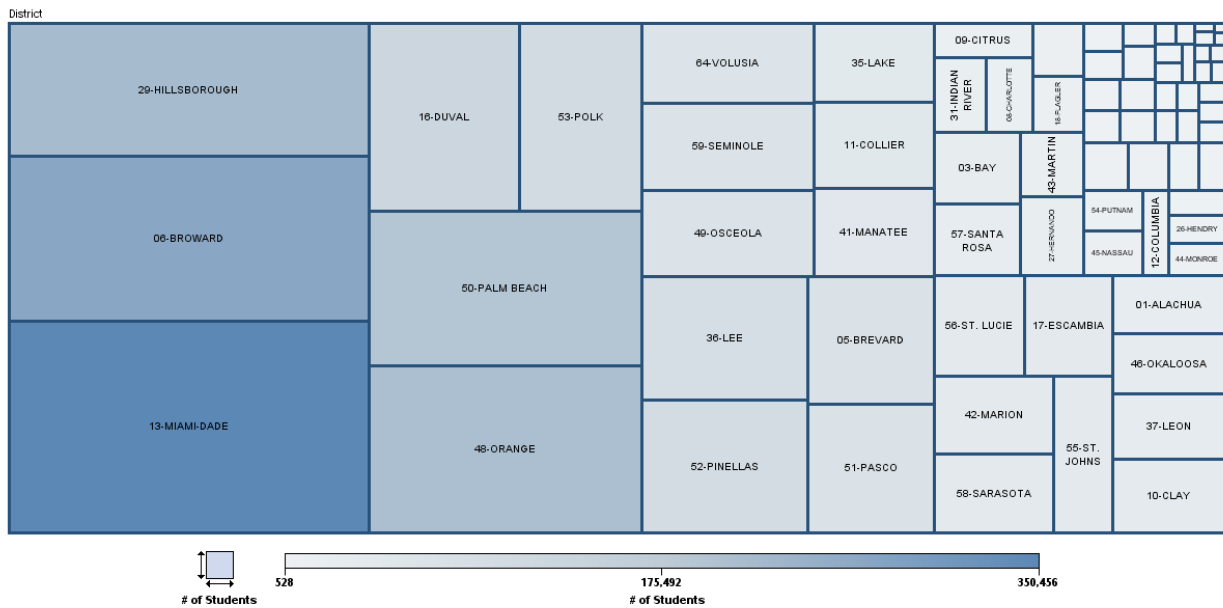 District
29-HILLSBOROUGH
06-BROWARD
13-MIAMI-DADE
16-DUVAL
53-POLK
50-PALM BEACH
48-ORANGE
64-VOLUSIA
59-SEMINOLE
49-OSCEOLA
36-LEE
52-PINELLAS
35-LAKE
11-COLLIER
41-MANATEE
05-BREVARD
51-PASCO
09-CITRUS
31-INDIAN
RIVER
08-CHARLOTTE
18-FLAGLER
03-BAY
43-MARTIN
57-SANTA
ROSA
27-HERNANDO
54-PUTNAM
45-NASSAU
12-COLUMBIA
26-HENDRY
44-MONROE
56-ST. LUCIE
17-ESCAMBIA
42-MARION
58-SARASOTA
55-ST.
JOHNS
01-ALACHUA
46-OKALOOSA
37-LEON
10-CLAY
# of Students
528
175,492
350,456
# of Students